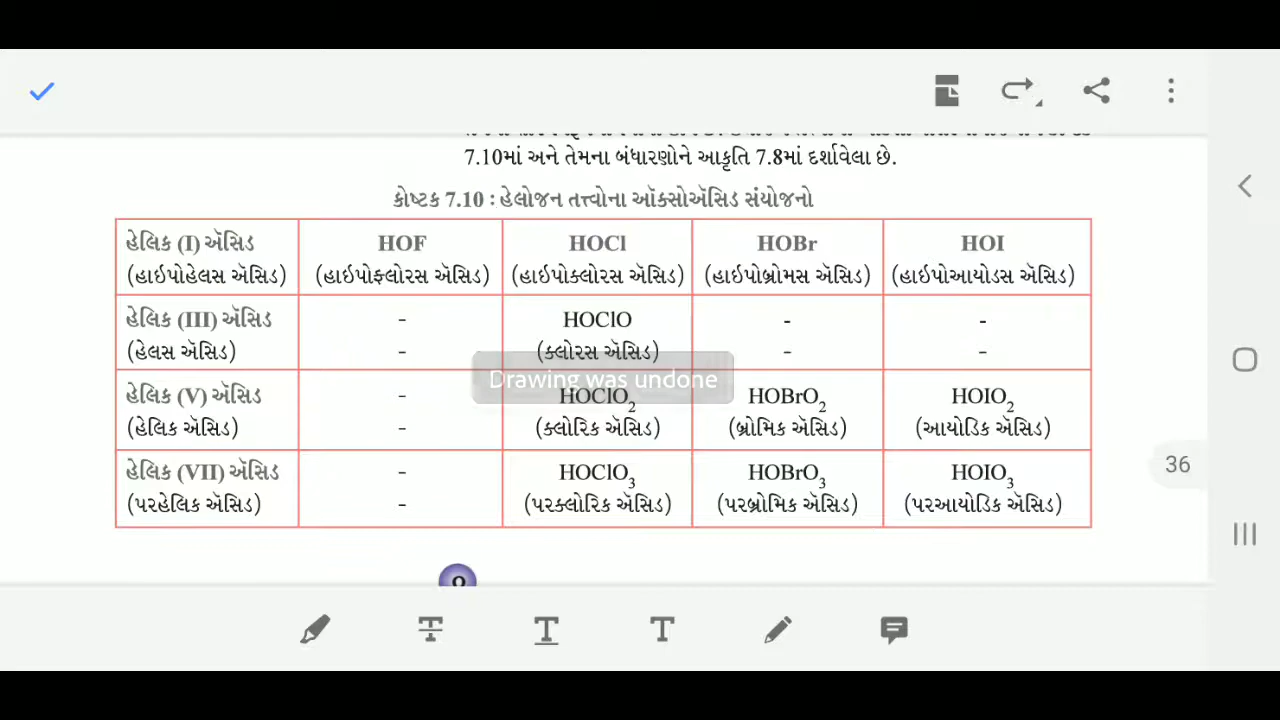 7.10માં અને તેમના બંધારણોને આકૃતિ 7.8માં દર્શાવેલા છે.
કોષ્ટક 7.10 : હેલોજન તત્ત્વોના ઑક્સોઍસિડ સંયોજનો
હેલિક (I) ઍસિડ HOF HOCl HOBr HOI
(હાઇપોહેલસ ઍસિડ) (હાઇપોફ્લોરસ ઍસિડ) (હાઇપોક્લોરસ ઍસિડ) (હાઇપોબ્રોમસ ઍસિડ) (હાઇપોઆયોડસ ઍસિડ)
હેલિક (III) ઍસિડ - HOClO - -
(હેલસ ઍસિડ) - (ક્લોરસ ઍસિડ) - -
Drawing was undone
હેલિક (V) ઍસિડ - HOClO₂ HOBrO₂ HOIO₂
(હેલિક ઍસિડ) - (ક્લોરિક ઍસિડ) (બ્રોમિક ઍસિડ) (આયોડિક ઍસિડ)
હેલિક (VII) ઍસિડ - HOClO₃ HOBrO₃ HOIO₃
(પરહેલિક ઍસિડ) - (પરક્લોરિક ઍસિડ) (પરબ્રોમિક ઍસિડ) (પરઆયોડિક ઍસિડ)
36